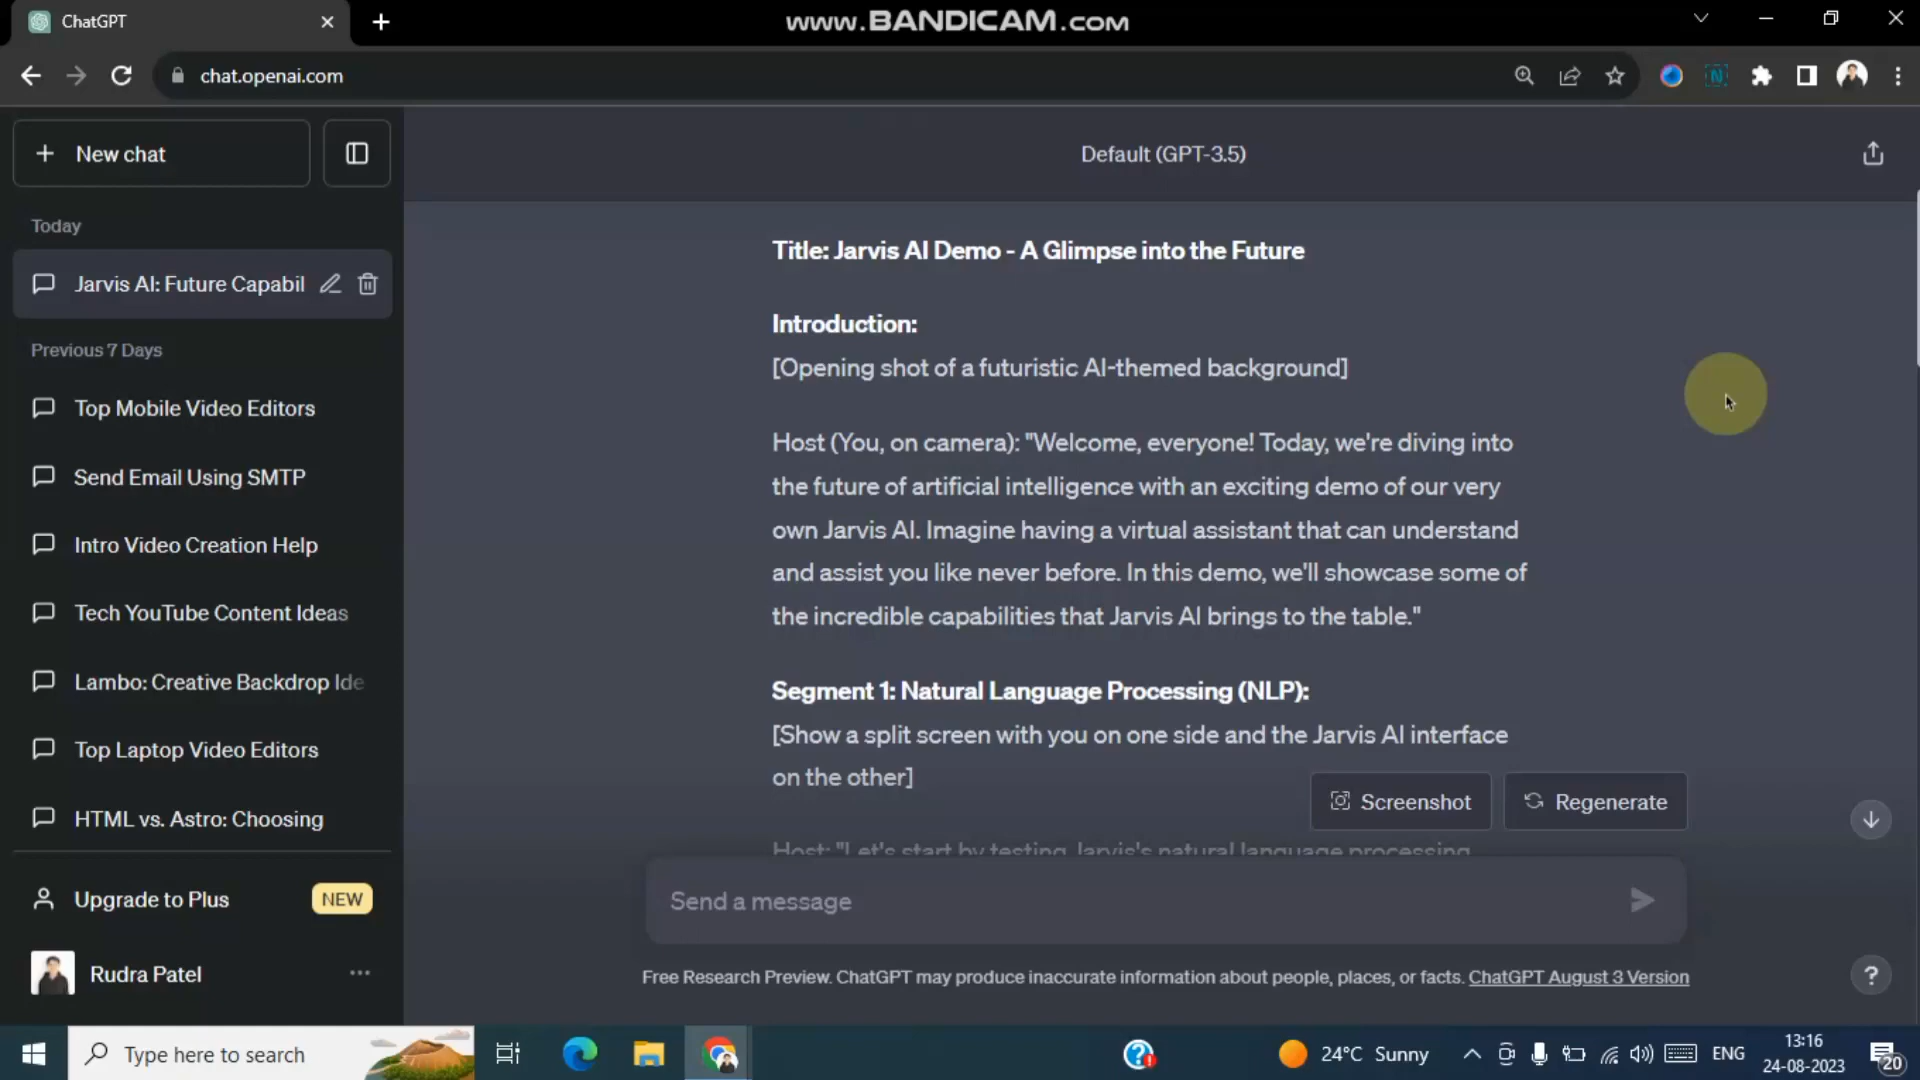 ChatGPT
www.BANDICAM.com
chat.openai.com
New chat
Default (GPT-3.5)
Today
Jarvis AI: Future Capabil
Previous 7 Days
Top Mobile Video Editors
Send Email Using SMTP
Intro Video Creation Help
Tech YouTube Content Ideas
Lambo: Creative Backdrop Ide
Top Laptop Video Editors
HTML vs. Astro: Choosing
Upgrade to Plus NEW
Rudra Patel
Title: Jarvis AI Demo - A Glimpse into the Future
Introduction:
[Opening shot of a futuristic AI-themed background]
Host (You, on camera): "Welcome, everyone! Today, we're diving into
the future of artificial intelligence with an exciting demo of our very
own Jarvis AI. Imagine having a virtual assistant that can understand
and assist you like never before. In this demo, we'll showcase some of
the incredible capabilities that Jarvis AI brings to the table."
Segment 1: Natural Language Processing (NLP):
[Show a split screen with you on one side and the Jarvis AI interface
on the other]
Screenshot
Regenerate
Host: "Let's start by testing Jarvis's natural language processing
Send a message
Free Research Preview. ChatGPT may produce inaccurate information about people, places, or facts. ChatGPT August 3 Version
?
Type here to search
24°C Sunny
ENG
13:16
24-08-2023
20